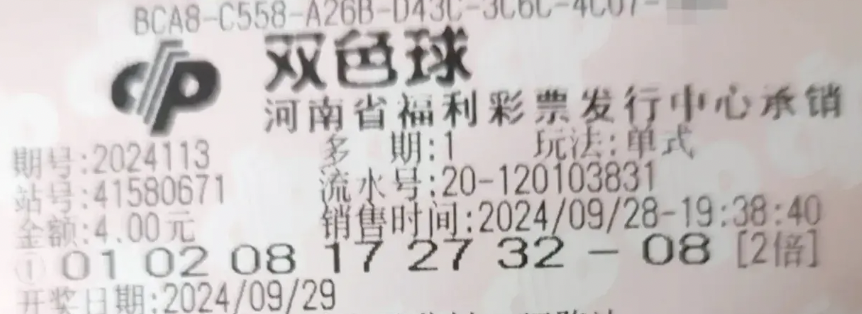 BCA8-C558-A26B-D43C-3C6C-4C07-
双色球
河南省福利彩票发行中心承销
期号:2024113 多 期:1 玩法:单式
站号:41580671 流水号:20-120103831
金额:4.00元 销售时间:2024/09/28-19:38:40
① 01 02 08 17 27 32 - 08 [2倍]
开奖日期:2024/09/29